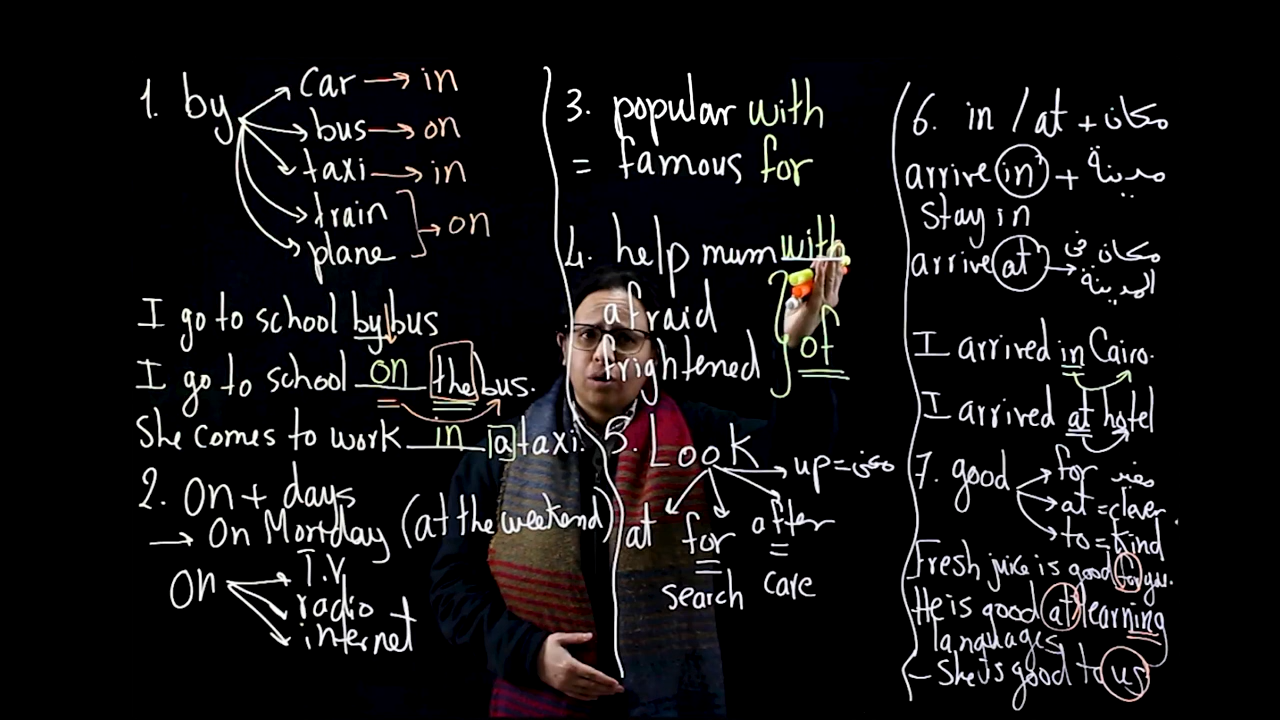 1. by
car → in
bus → on
taxi → in
train
plane
→ on
I go to school by bus
I go to school on the bus.
She comes to work in a taxi.
2. On + days
→ On Monday (at the weekend)
On
T.V
radio
internet
3. popular with
= famous for
4. help mum with
afraid
frightened
of
5. Look
up =
at
for
after
search
care
6. in / at + مكان
arrive in + مدينة
stay in
arrive at → مكان فى
المدينة
I arrived in Cairo.
I arrived at hotel
7. good
for مفيد
at = clever
to = kind
Fresh juice is good for you.
He is good at learning
languages
- She is good to us